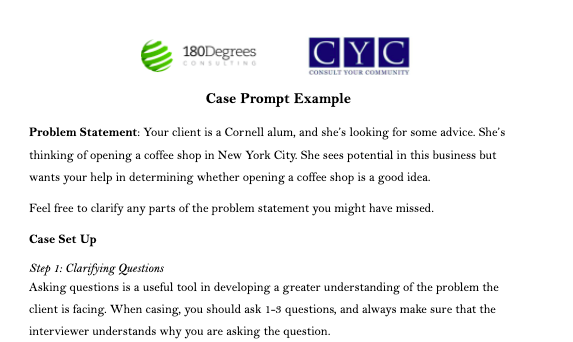 180Degrees
CONSULTING
CYC
CONSULT YOUR COMMUNITY
Case Prompt Example
Problem Statement: Your client is a Cornell alum, and she's looking for some advice. She's
thinking of opening a coffee shop in New York City. She sees potential in this business but
wants your help in determining whether opening a coffee shop is a good idea.
Feel free to clarify any parts of the problem statement you might have missed.
Case Set Up
Step 1: Clarifying Questions
Asking questions is a useful tool in developing a greater understanding of the problem the
client is facing. When casing, you should ask 1-3 questions, and always make sure that the
interviewer understands why you are asking the question.